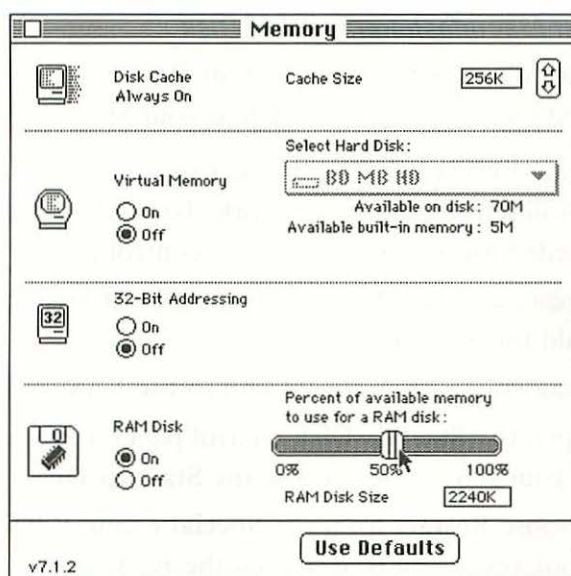 Memory
Disk Cache
Always On
Cache Size
256K
Select Hard Disk:
80 MB HD
Virtual Memory
On
Off
Available on disk: 70M
Available built-in memory: 5M
32
32-Bit Addressing
On
Off
Percent of available memory
to use for a RAM disk:
RAM Disk
On
Off
0%
50%
100%
RAM Disk Size
2240K
Use Defaults
v7.1.2